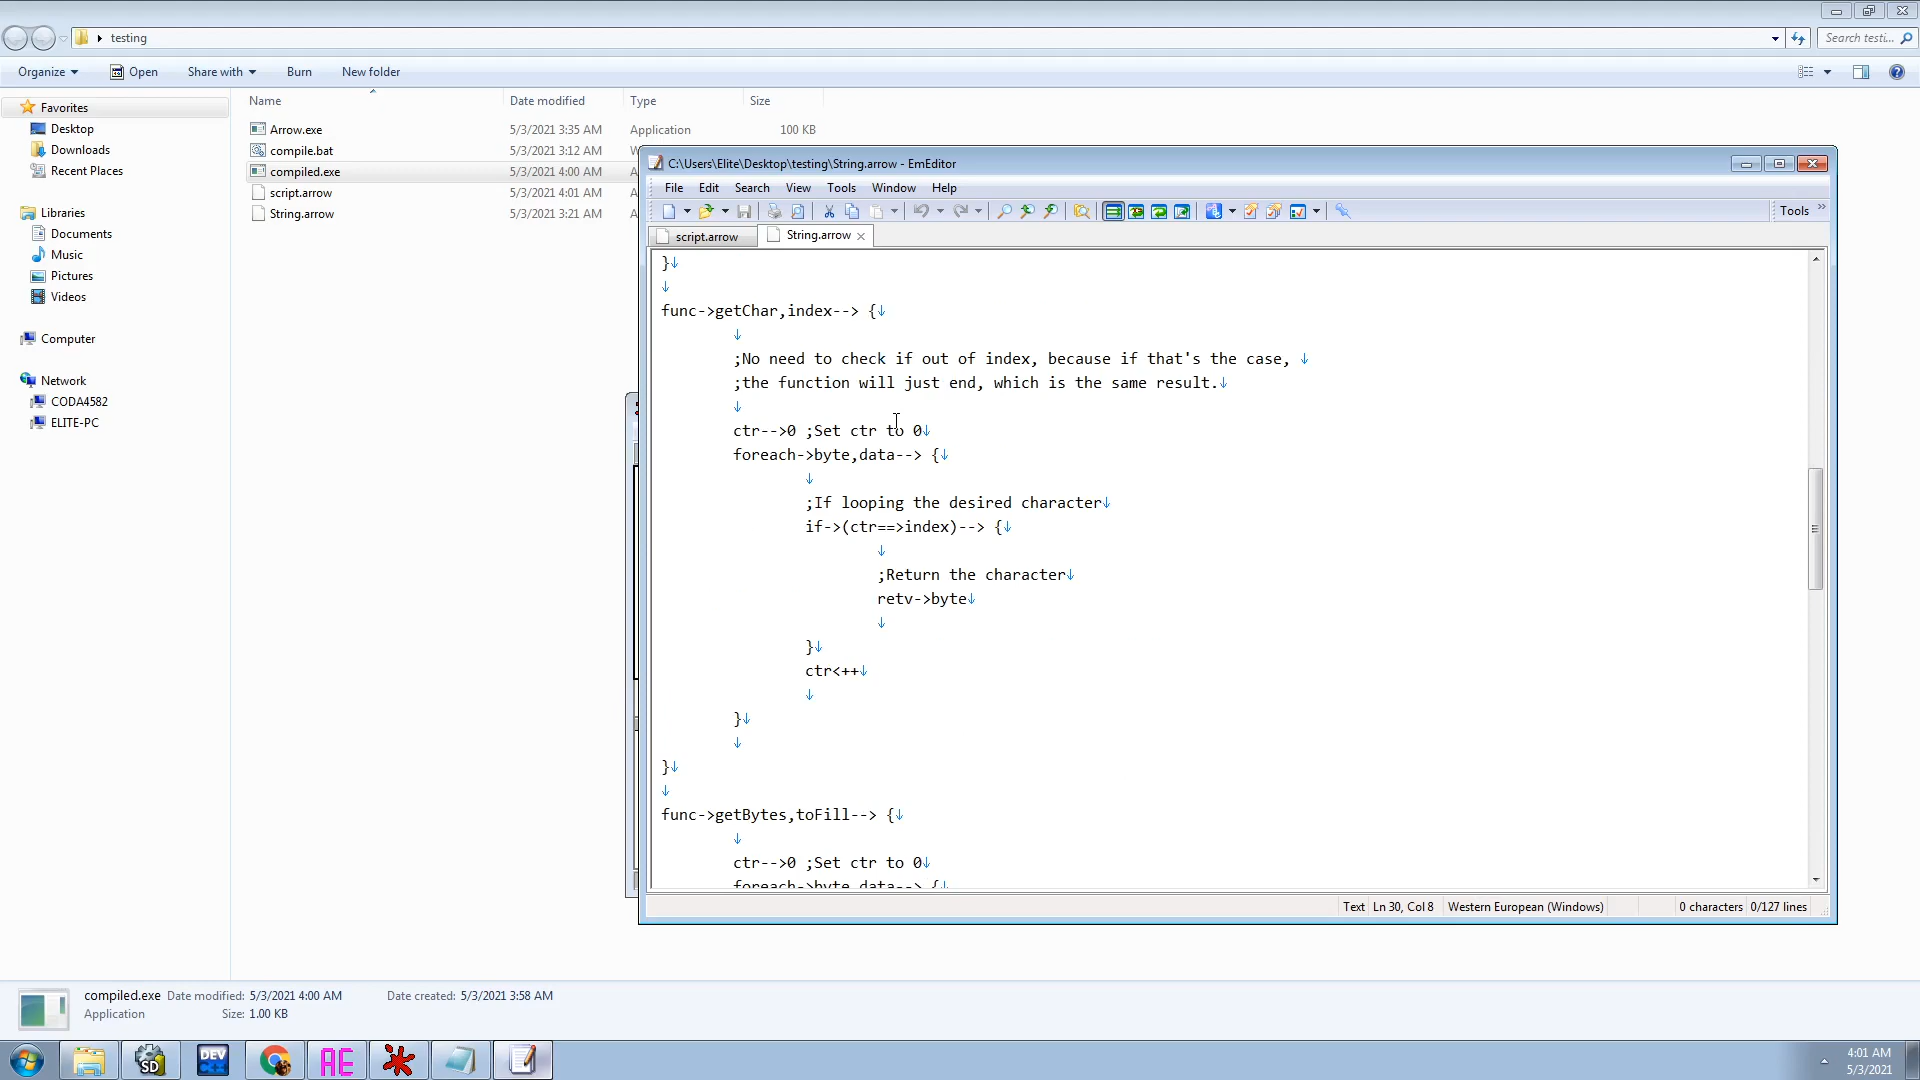 testing
Search testi...
Organize
Open
Share with
Burn
New folder
Name
Date modified
Type
Size
Favorites
Desktop
Downloads
Recent Places
Libraries
Documents
Music
Pictures
Videos
Computer
Network
CODA4582
ELITE-PC
Arrow.exe 5/3/2021 3:35 AM Application 100 KB
compile.bat 5/3/2021 3:12 AM W
compiled.exe 5/3/2021 4:00 AM A
script.arrow 5/3/2021 4:01 AM A
String.arrow 5/3/2021 3:21 AM A
C:\Users\Elite\Desktop\testing\String.arrow - EmEditor
File Edit Search View Tools Window Help
Tools
script.arrow
String.arrow
}↓
↓
func->getChar,index--> {↓
↓
;No need to check if out of index, because if that's the case, ↓
;the function will just end, which is the same result.↓
↓
ctr-->0 ;Set ctr to 0↓
foreach->byte,data--> {↓
↓
;If looping the desired character↓
if->(ctr==>index)--> {↓
↓
;Return the character↓
retv->byte↓
↓
}↓
ctr<++↓
↓
}↓
↓
}↓
↓
func->getBytes,toFill--> {↓
↓
ctr-->0 ;Set ctr to 0↓
foreach->byte,data--> {↓
Text Ln 30, Col 8 Western European (Windows) 0 characters 0/127 lines
compiled.exe Date modified: 5/3/2021 4:00 AM Date created: 5/3/2021 3:58 AM
Application Size: 1.00 KB
SD
DEV
C++
AE
4:01 AM
5/3/2021